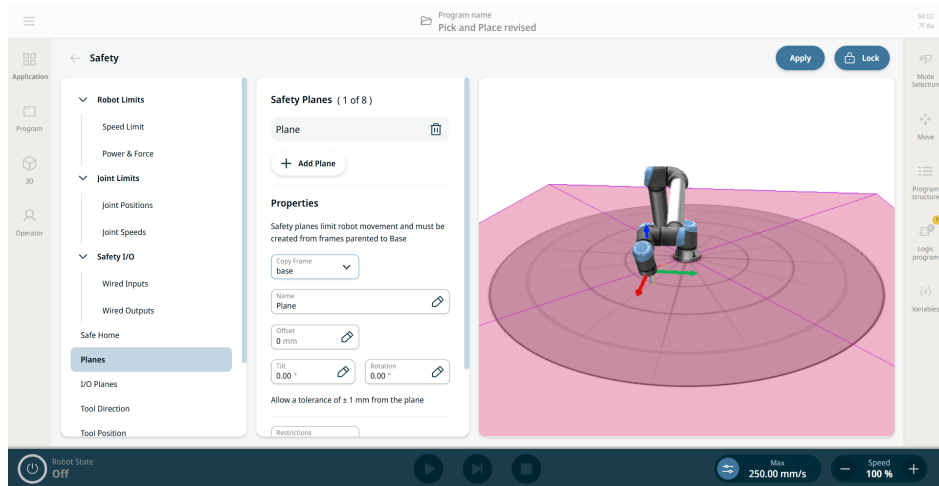 Program name
Pick and Place revised
94.02
7f da
Application
Program
3D
Operator
Safety
Apply
Lock
Robot Limits
Speed Limit
Power & Force
Joint Limits
Joint Positions
Joint Speeds
Safety I/O
Wired Inputs
Wired Outputs
Safe Home
Planes
I/O Planes
Tool Direction
Tool Position
Safety Planes ( 1 of 8 )
Plane
+ Add Plane
Properties
Safety planes limit robot movement and must be
created from frames parented to Base
Copy Frame
base
Name
Plane
Offset
0 mm
Tilt
0.00 °
Rotation
0.00 °
Allow a tolerance of ± 1 mm from the plane
Restrictions
Mode
Selection
Move
Program
structure
Logic
program
{x}
Variables
Robot State
Off
Max
250.00 mm/s
Speed
100 %